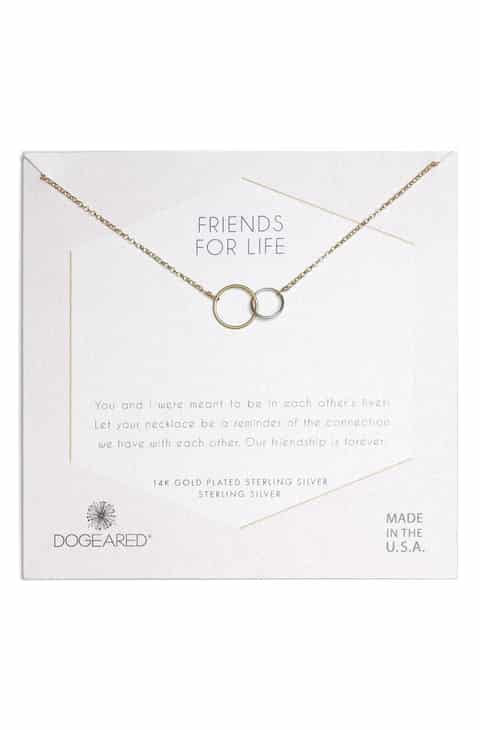 FRIENDS
FOR LIFE
You and I were meant to be in each other's lives.
Let your necklace be a reminder of the connection
we have with each other. Our friendship is forever.
14K GOLD PLATED STERLING SILVER
STERLING SILVER
DOGEARED®
MADE
IN THE
U.S.A.